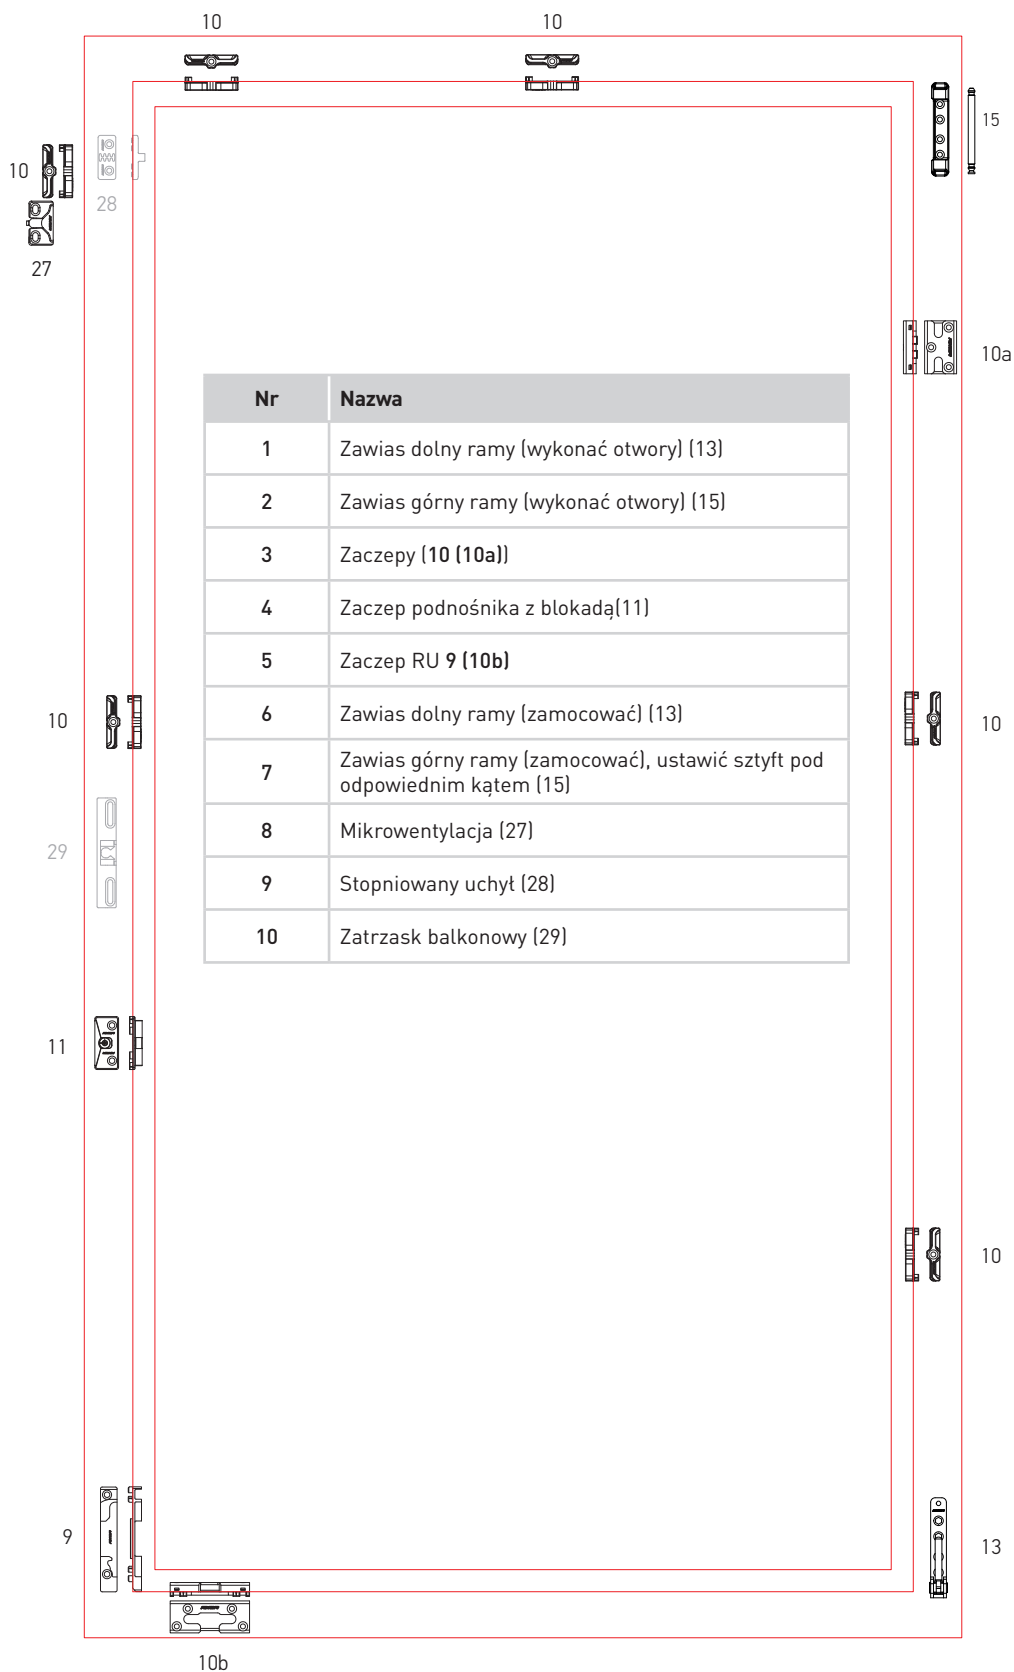 10 10
15
10
28
27
10a
Nr Nazwa
1 Zawias dolny ramy (wykonać otwory) (13)
2 Zawias górny ramy (wykonać otwory) (15)
3 Zaczepy (10 (10a))
4 Zaczep podnośnika z blokadą(11)
5 Zaczep RU 9 (10b)
6 Zawias dolny ramy (zamocować) (13)
7 Zawias górny ramy (zamocować), ustawić sztyft pod
odpowiednim kątem (15)
8 Mikrowentylacja (27)
9 Stopniowany uchył (28)
10 Zatrzask balkonowy (29)
10 10
29
11
10
9
13
10b